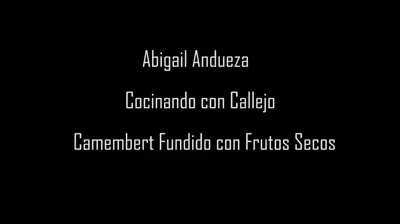 Abigail Andueza
Cocinando con Callejo
Camembert Fundido con Frutos Secos